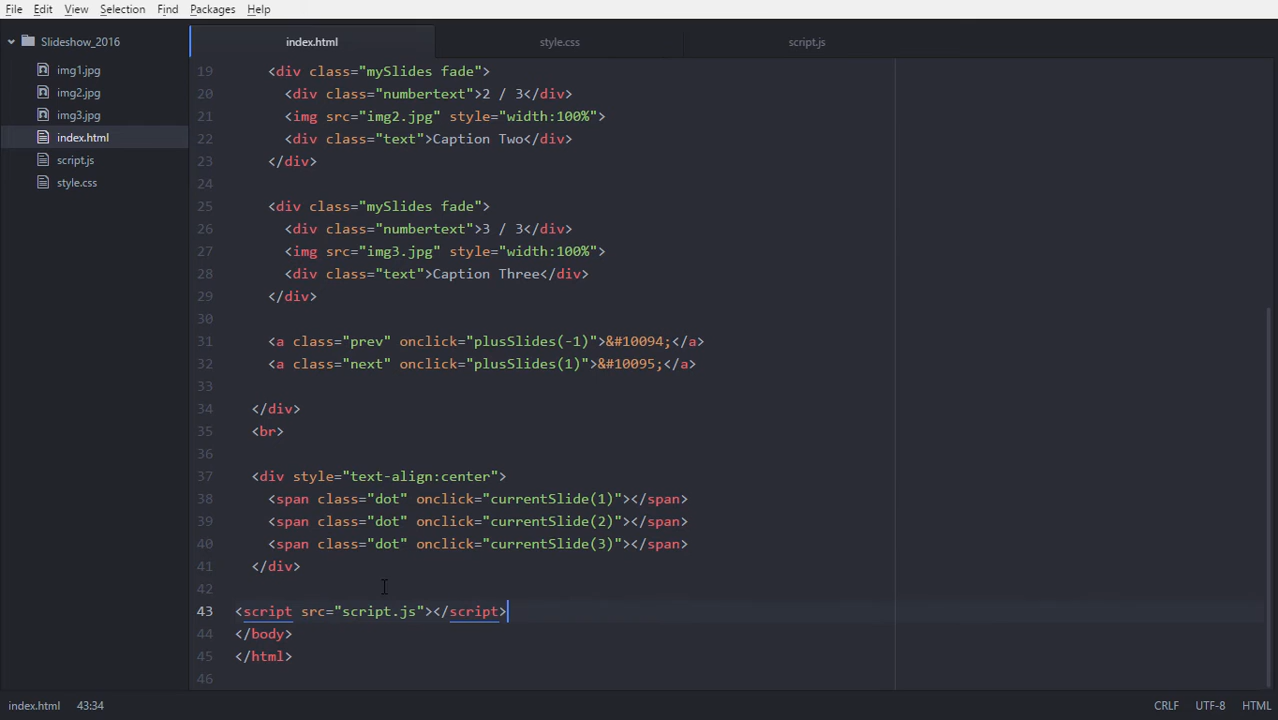 File Edit View Selection Find Packages Help
Slideshow_2016
img1.jpg
img2.jpg
img3.jpg
index.html
script.js
style.css
index.html style.css script.js
19 <div class="mySlides fade">
20 <div class="numbertext">2 / 3</div>
21 <img src="img2.jpg" style="width:100%">
22 <div class="text">Caption Two</div>
23 </div>
24
25 <div class="mySlides fade">
26 <div class="numbertext">3 / 3</div>
27 <img src="img3.jpg" style="width:100%">
28 <div class="text">Caption Three</div>
29 </div>
30
31 <a class="prev" onclick="plusSlides(-1)">&#10094;</a>
32 <a class="next" onclick="plusSlides(1)">&#10095;</a>
33
34 </div>
35 <br>
36
37 <div style="text-align:center">
38 <span class="dot" onclick="currentSlide(1)"></span>
39 <span class="dot" onclick="currentSlide(2)"></span>
40 <span class="dot" onclick="currentSlide(3)"></span>
41 </div>
42
43 <script src="script.js"></script>
44 </body>
45 </html>
46
index.html 43:34 CRLF UTF-8 HTML